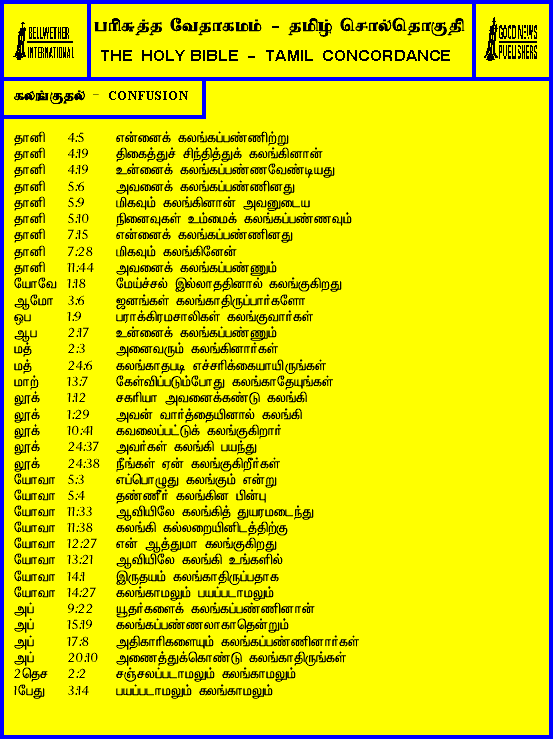 BELLWETHER
INTERNATIONAL
பரிசுத்த வேதாகமம் - தமிழ் சொல்தொகுதி
THE HOLY BIBLE - TAMIL CONCORDANCE
GOOD NEWS
PUBLISHERS
கலங்குதல் - CONFUSION
தானி 4:5 என்னைக் கலங்கப்பண்ணிற்று
தானி 4:19 திகைத்துச் சிந்தித்துக் கலங்கினான்
தானி 4:19 உன்னைக் கலங்கப்பண்ணவேண்டியது
தானி 5:6 அவனைக் கலங்கப்பண்ணினது
தானி 5:9 மிகவும் கலங்கினான் அவனுடைய
தானி 5:10 நினைவுகள் உம்மைக் கலங்கப்பண்ணவும்
தானி 7:15 என்னைக் கலங்கப்பண்ணினது
தானி 7:28 மிகவும் கலங்கினேன்
தானி 11:44 அவனைக் கலங்கப்பண்ணும்
யோவே 1:18 மேய்ச்சல் இல்லாததினால் கலங்குகிறது
ஆமோ 3:6 ஜனங்கள் கலங்காதிருப்பார்களோ
ஒப 1:9 பராக்கிரமசாலிகள் கலங்குவார்கள்
ஆப 2:17 உன்னைக் கலங்கப்பண்ணும்
மத் 2:3 அனைவரும் கலங்கினார்கள்
மத் 24:6 கலங்காதபடி எச்சரிக்கையாயிருங்கள்
மாற் 13:7 கேள்விப்படும்போது கலங்காதேயுங்கள்
லூக் 1:12 சகரியா அவனைக்கண்டு கலங்கி
லூக் 1:29 அவன் வார்த்தையினால் கலங்கி
லூக் 10:41 கவலைப்பட்டுக் கலங்குகிறார்
லூக் 24:37 அவர்கள் கலங்கி பயந்து
லூக் 24:38 நீங்கள் ஏன் கலங்குகிறீர்கள்
யோவா 5:3 எப்பொழுது கலங்கும் என்று
யோவா 5:4 தண்ணீர் கலங்கின பின்பு
யோவா 11:33 ஆவியிலே கலங்கித் துயரமடைந்து
யோவா 11:38 கலங்கி கல்லறையினிடத்திற்கு
யோவா 12:27 என் ஆத்துமா கலங்குகிறது
யோவா 13:21 ஆவியிலே கலங்கி உங்களில்
யோவா 14:1 இருதயம் கலங்காதிருப்பதாக
யோவா 14:27 கலங்காமலும் பயப்படாமலும்
அப் 9:22 யூதர்களைக் கலங்கப்பண்ணினான்
அப் 15:19 கலங்கப்பண்ணலாகாதென்றும்
அப் 17:8 அதிகாரிகளையும் கலங்கப்பண்ணினார்கள்
அப் 20:10 அணைத்துக்கொண்டு கலங்காதிருங்கள்
2தெச 2:2 சஞ்சலப்படாமலும் கலங்காமலும்
1பேது 3:14 பயப்படாமலும் கலங்காமலும்